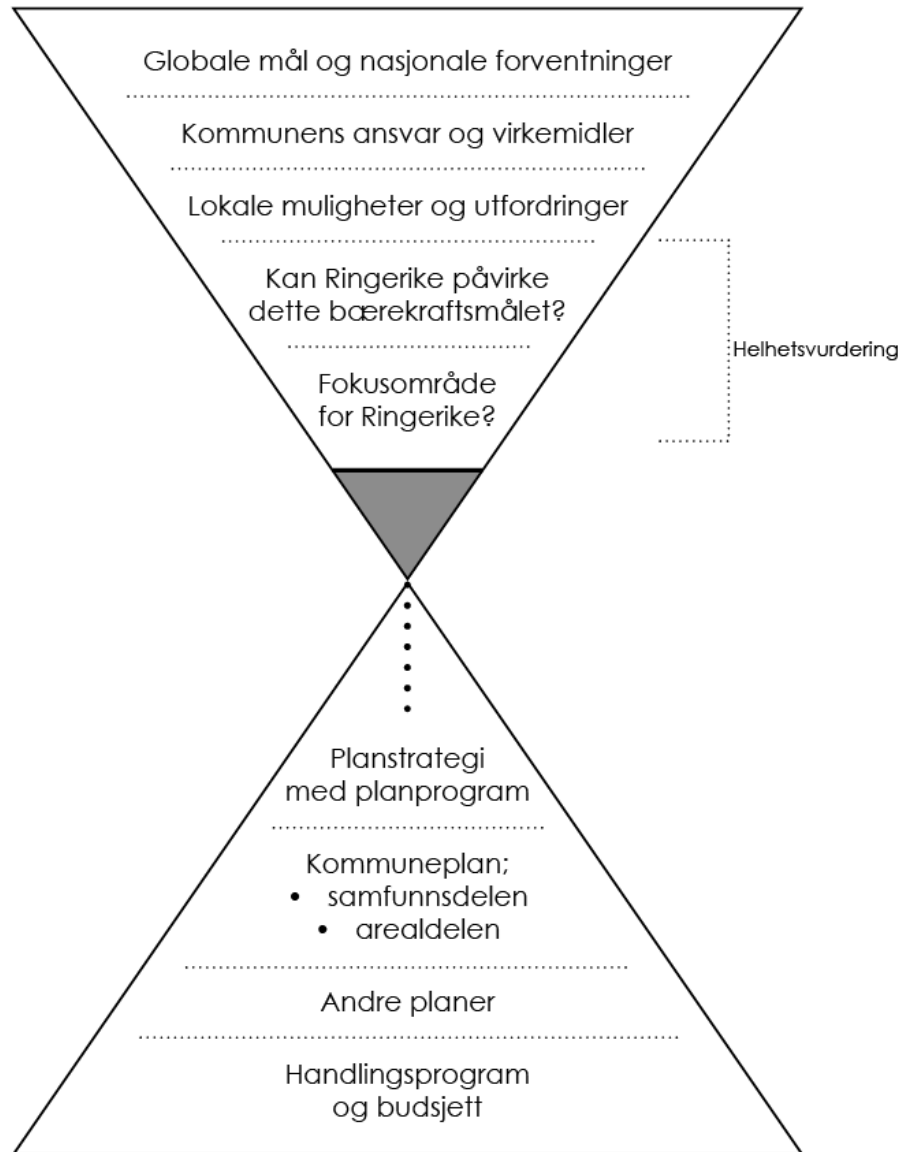 Globale mål og nasjonale forventninger
Kommunens ansvar og virkemidler
Lokale muligheter og utfordringer
Kan Ringerike påvirke
dette bærekraftsmålet?
Helhetsvurdering
Fokusområde
for Ringerike?
Planstrategi
med planprogram
Kommuneplan;
• samfunnsdelen
• arealdelen
Andre planer
Handlingsprogram
og budsjett